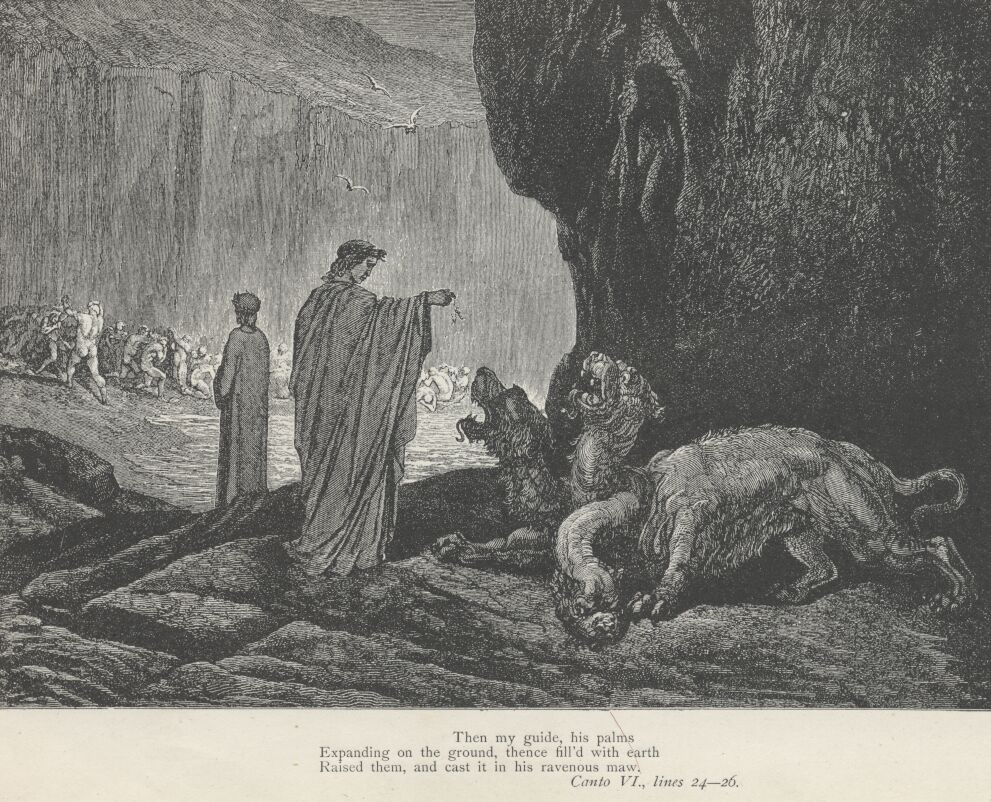 Then my guide, his palms
Expanding on the ground, thence fill'd with earth
Raised them, and cast it in his ravenous maw.
Canto VI., lines 24—26.